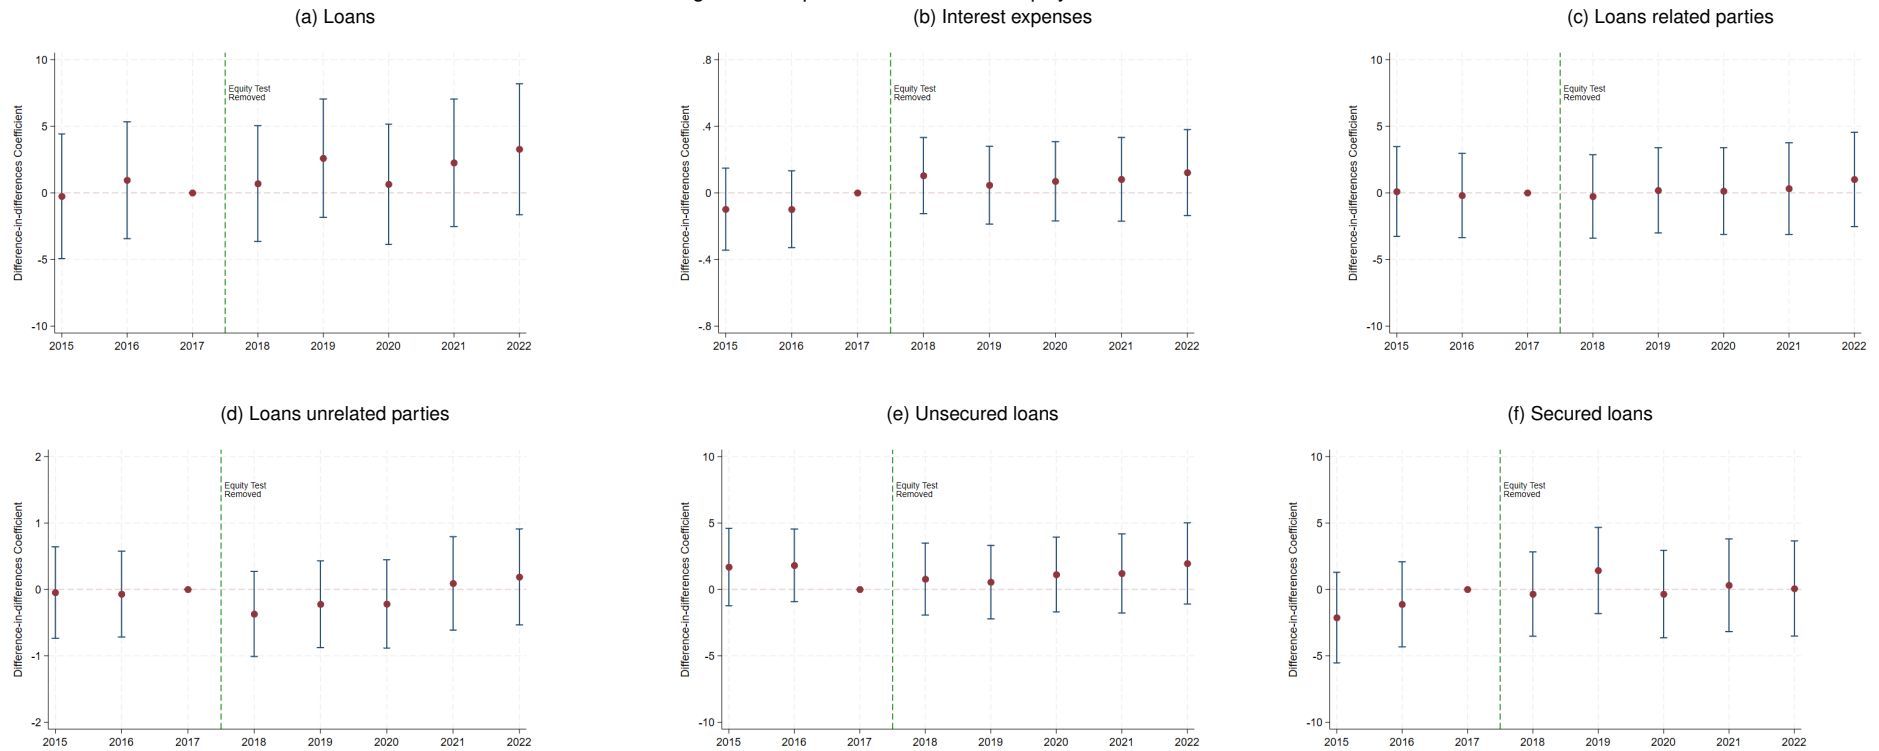 (a) Loans
Difference-in-differences Coefficient
10
5
0
-5
-10
Equity Test
Removed
2015 2016 2017 2018 2019 2020 2021 2022
(b) Interest expenses
Difference-in-differences Coefficient
.8
.4
0
-.4
-.8
Equity Test
Removed
2015 2016 2017 2018 2019 2020 2021 2022
(c) Loans related parties
Difference-in-differences Coefficient
10
5
0
-5
-10
Equity Test
Removed
2015 2016 2017 2018 2019 2020 2021 2022
(d) Loans unrelated parties
Difference-in-differences Coefficient
2
1
0
-1
-2
Equity Test
Removed
2015 2016 2017 2018 2019 2020 2021 2022
(e) Unsecured loans
Difference-in-differences Coefficient
10
5
0
-5
-10
Equity Test
Removed
2015 2016 2017 2018 2019 2020 2021 2022
(f) Secured loans
Difference-in-differences Coefficient
10
5
0
-5
-10
Equity Test
Removed
2015 2016 2017 2018 2019 2020 2021 2022